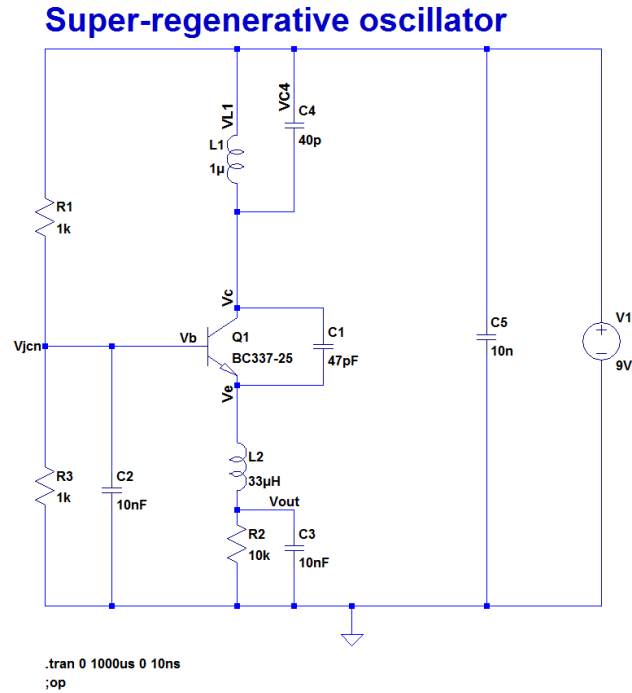 Super-regenerative oscillator
VL1
VC4
C4
40p
L1
1µ
R1
1k
Vc
Vjcn
Vb
Q1
BC337-25
C1
47pF
C5
10n
V1
9V
Ve
L2
33µH
Vout
R3
1k
C2
10nF
R2
10k
C3
10nF
.tran 0 1000us 0 10ns
;op